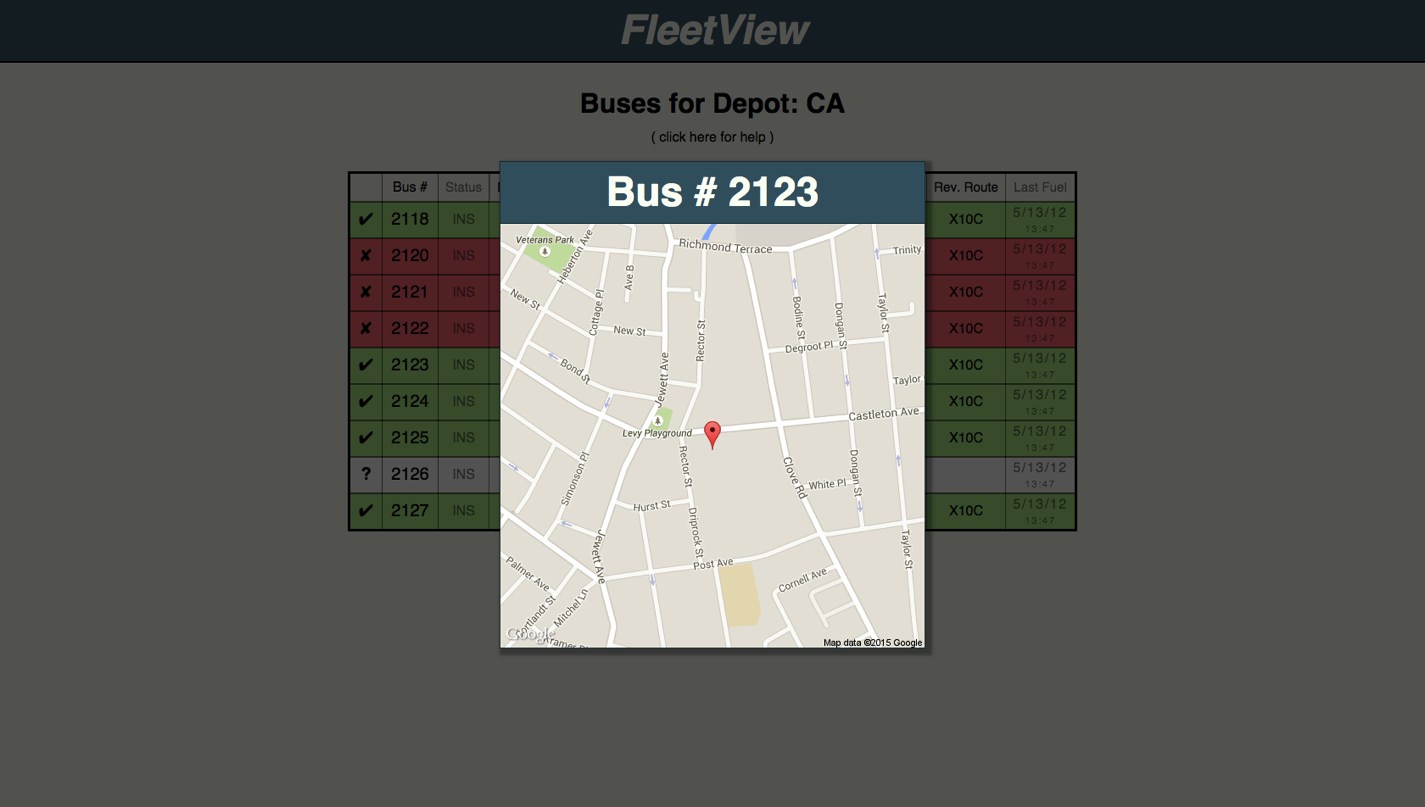 FleetView
Buses for Depot: CA
( click here for help )
Bus # 2123
Bus # Status Rev. Route Last Fuel
✔ 2118 INS X10C 5/13/12 13:47
✘ 2120 INS X10C 5/13/12 13:47
✘ 2121 INS X10C 5/13/12 13:47
✘ 2122 INS X10C 5/13/12 13:47
✔ 2123 INS X10C 5/13/12 13:47
✔ 2124 INS X10C 5/13/12 13:47
✔ 2125 INS X10C 5/13/12 13:47
? 2126 INS 5/13/12 13:47
✔ 2127 INS X10C 5/13/12 13:47
Veterans Park
Heberton Ave
Richmond Terrace
Trinity
Ave B
New St
Cottage Pl
New St
Rector St
Bodine St
Dongan St
Taylor St
Degroot Pl
Bond St
Jewett Ave
Taylor
Castleton Ave
Levy Playground
Rector St
Clove Rd
Dongan St
Simonson Pl
White Pl
Hurst St
Driprock St
Jewett Ave
Taylor St
Post Ave
Palmer Ave
Cornell Ave
Mitchel Ln
ortlandt St
Google
Kramer
Map data ©2015 Google